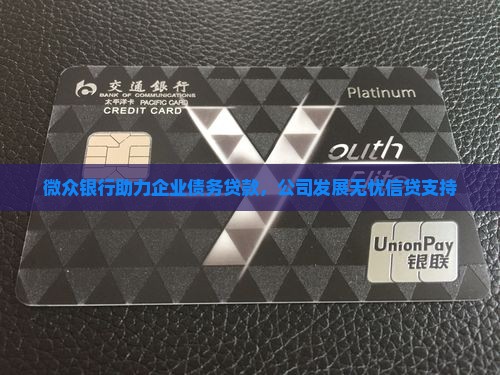 交通銀行
BANK OF COMMUNICATIONS
太平洋卡 PACIFIC CARD
CREDIT CARD
Platinum
Youth
Elite
微众银行助力企业债务贷款，公司发展无忧信贷支持
UnionPay
银联